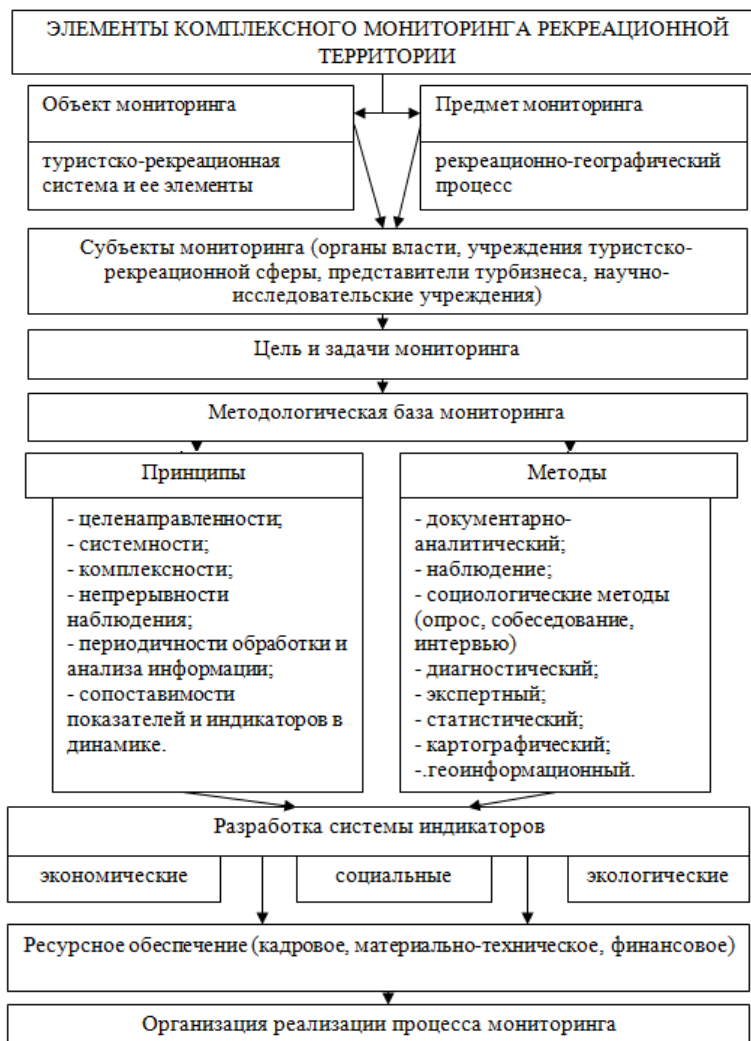 ЭЛЕМЕНТЫ КОМПЛЕКСНОГО МОНИТОРИНГА РЕКРЕАЦИОННОЙ
ТЕРРИТОРИИ
Объект мониторинга
туристско-рекреационная
система и ее элементы
Предмет мониторинга
рекреационно-географический
процесс
Субъекты мониторинга (органы власти, учреждения туристско-
рекреационной сферы, представители турбизнеса, научно-
исследовательские учреждения)
Цель и задачи мониторинга
Методологическая база мониторинга
Принципы
- целенаправленности;
- системности;
- комплексности;
- непрерывности
наблюдения;
- периодичности обработки и
анализа информации;
- сопоставимости
показателей и индикаторов в
динамике.
Методы
- документарно-
аналитический;
- наблюдение;
- социологические методы
(опрос, собеседование,
интервью)
- диагностический;
- экспертный;
- статистический;
- картографический;
-.геоинформационный.
Разработка системы индикаторов
экономические
социальные
экологические
Ресурсное обеспечение (кадровое, материально-техническое, финансовое)
Организация реализации процесса мониторинга